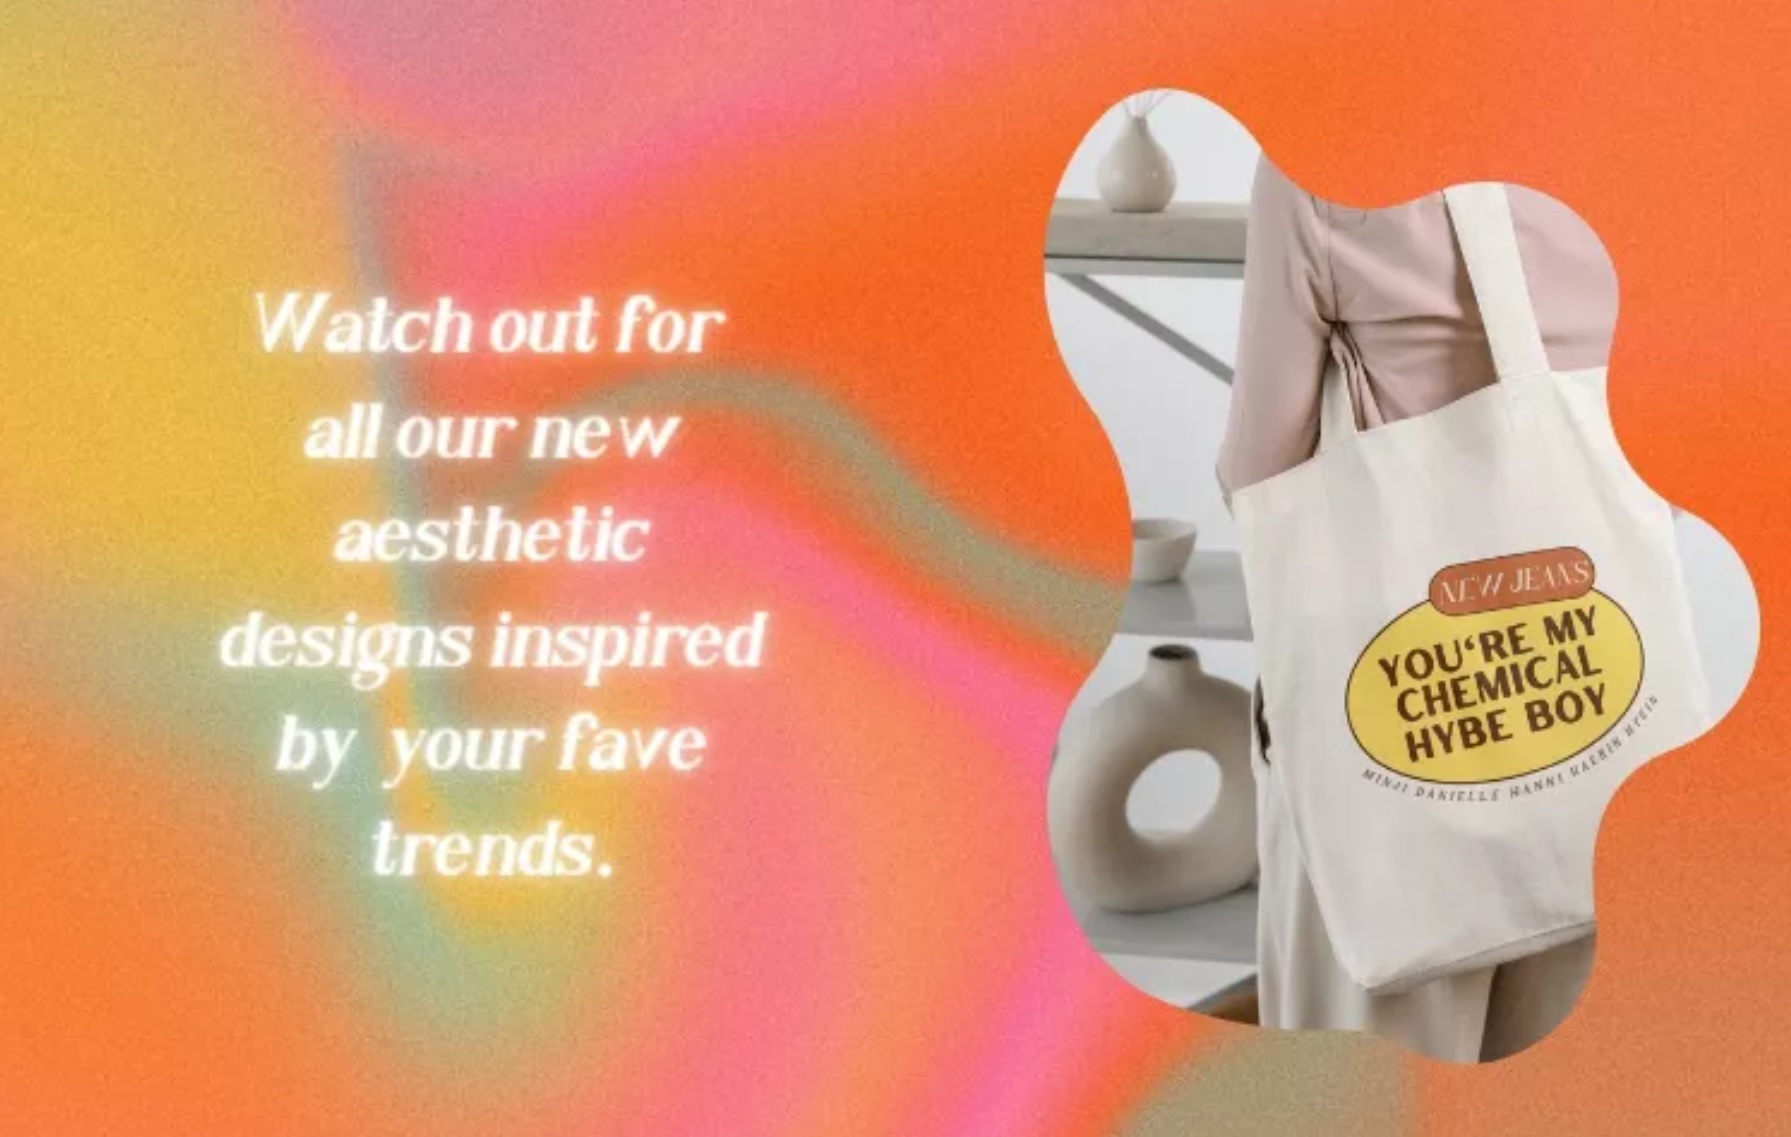 Watch out for
all our new
aesthetic
designs inspired
by your fave
trends.
NEW JEANS
YOU‘RE MY
CHEMICAL
HYBE BOY
MINJI DANIELLE HANNI HAERIN HYEIN